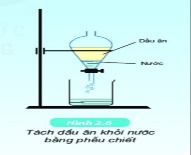 Dầu ăn
Nước
Hình 2.6
Tách dầu ăn khỏi nước
bằng phễu chiết